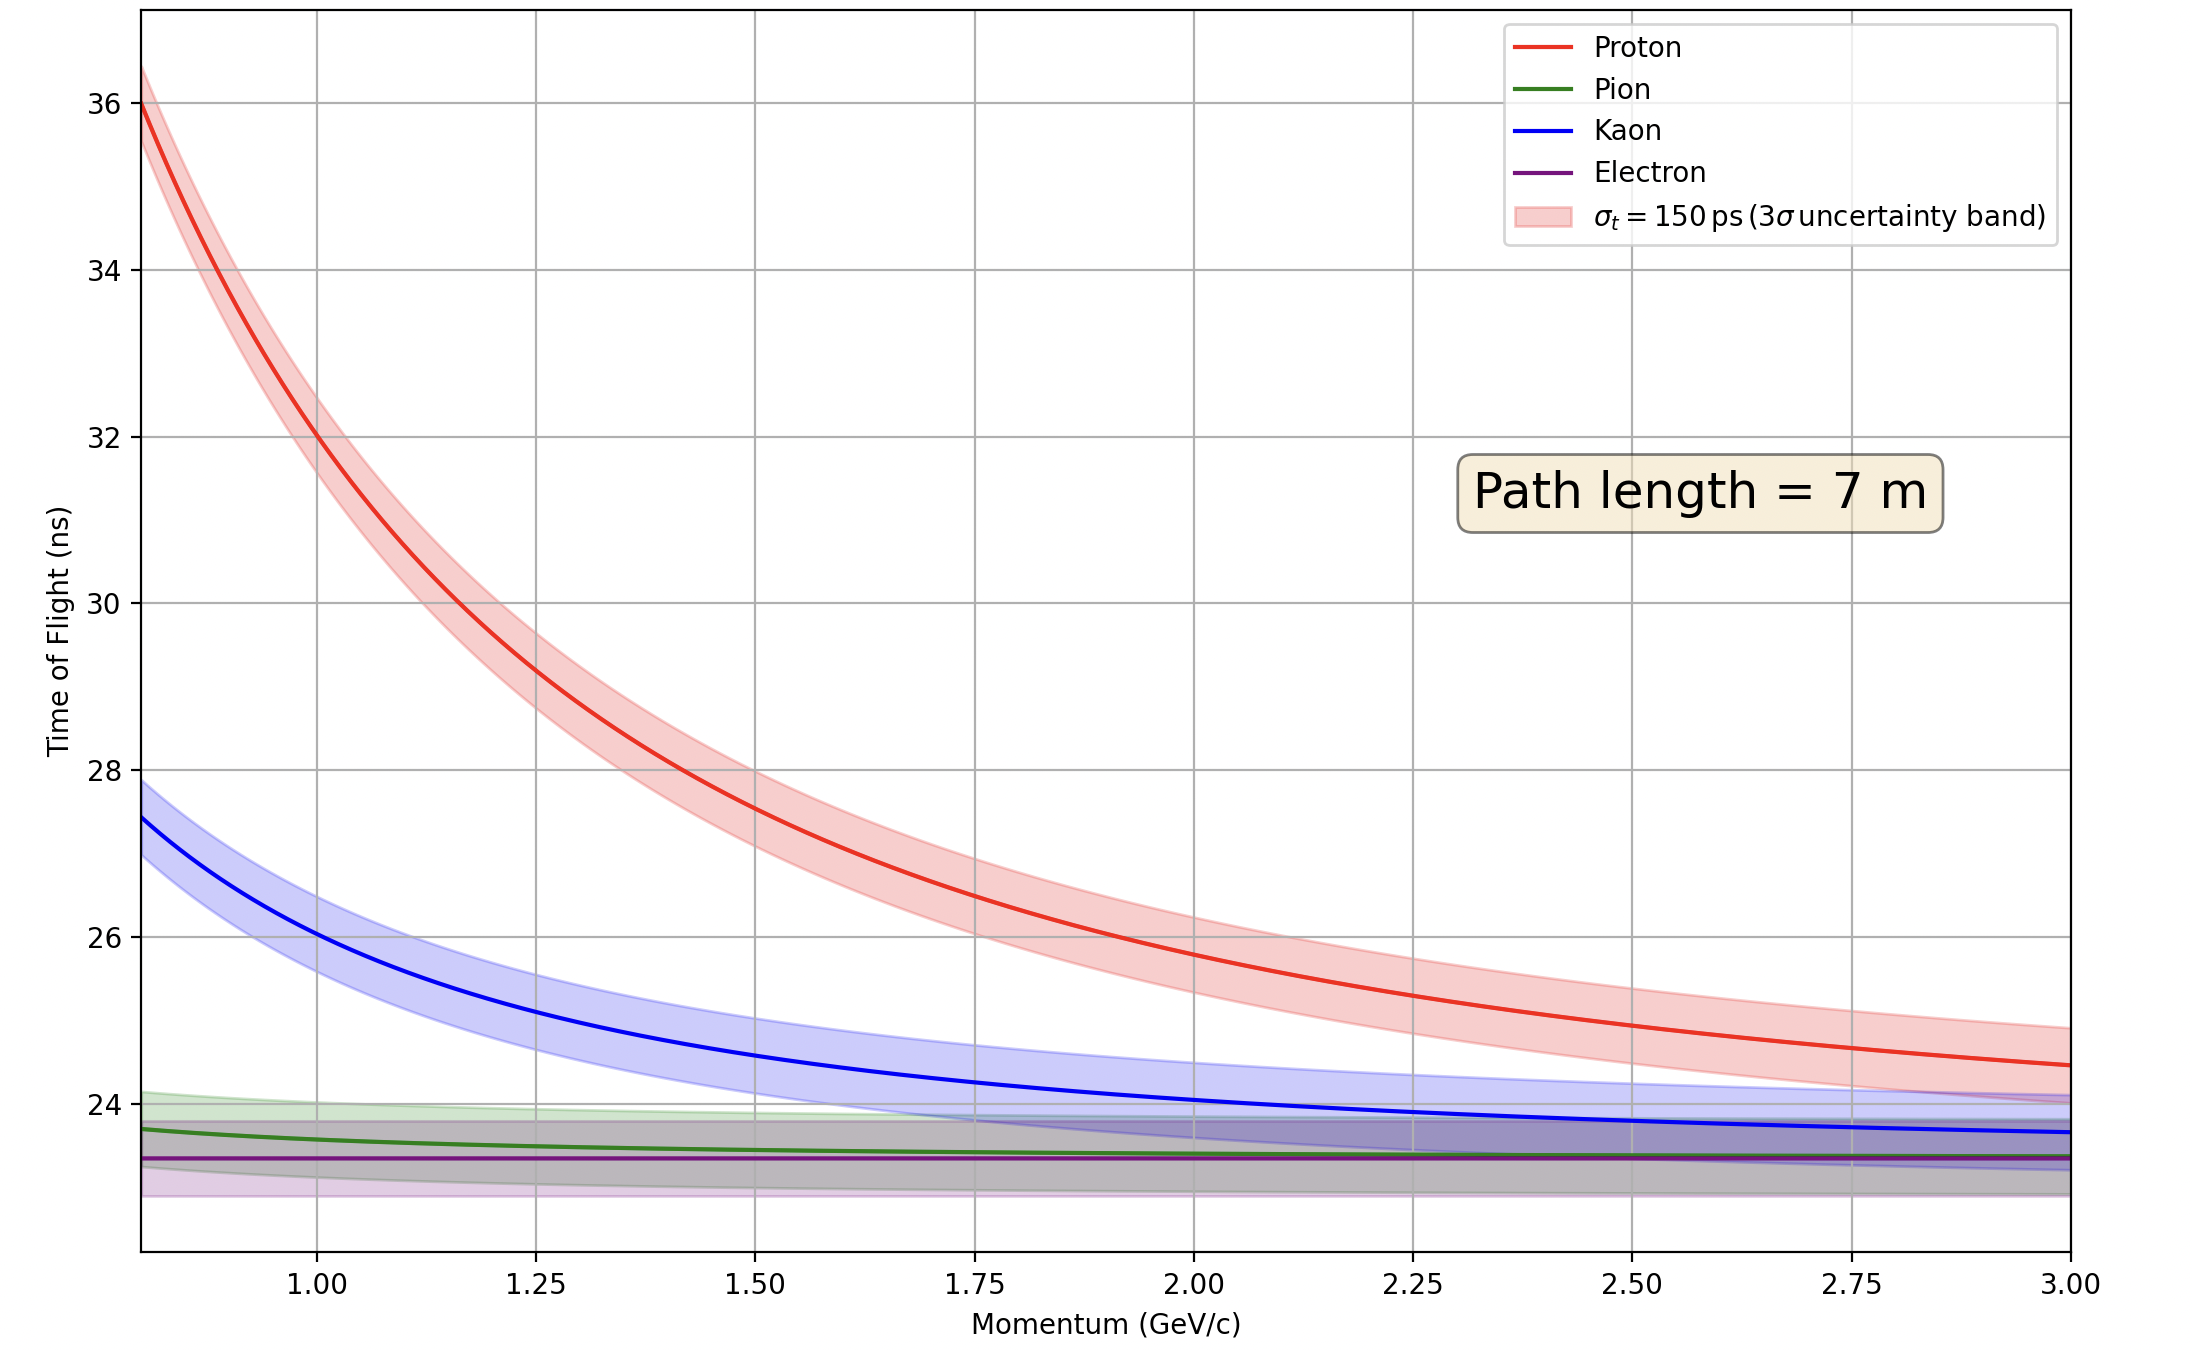 Proton
Pion
Kaon
Electron
σt = 150 ps (3σ uncertainty band)
Path length = 7 m
Time of Flight (ns)
36
34
32
30
28
26
24
1.00 1.25 1.50 1.75 2.00 2.25 2.50 2.75 3.00
Momentum (GeV/c)